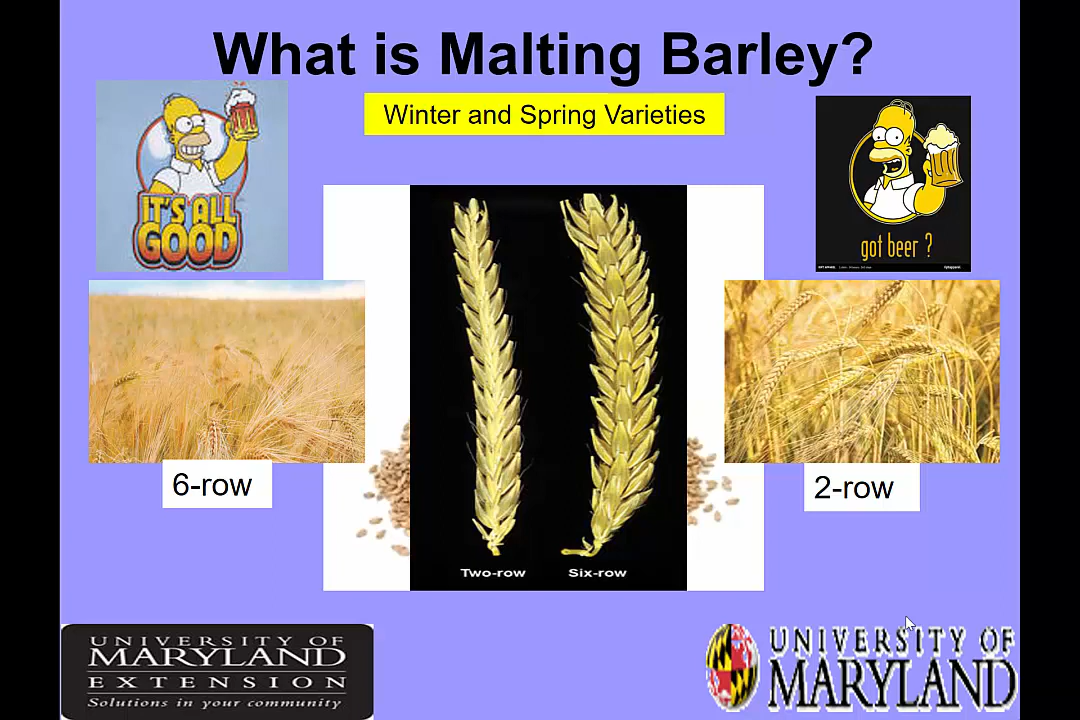 What is Malting Barley?
Winter and Spring Varieties
IT'S ALL
GOOD
got beer ?
6-row
2-row
Two-row
Six-row
UNIVERSITY OF
MARYLAND
EXTENSION
Solutions in your community
UNIVERSITY OF
MARYLAND